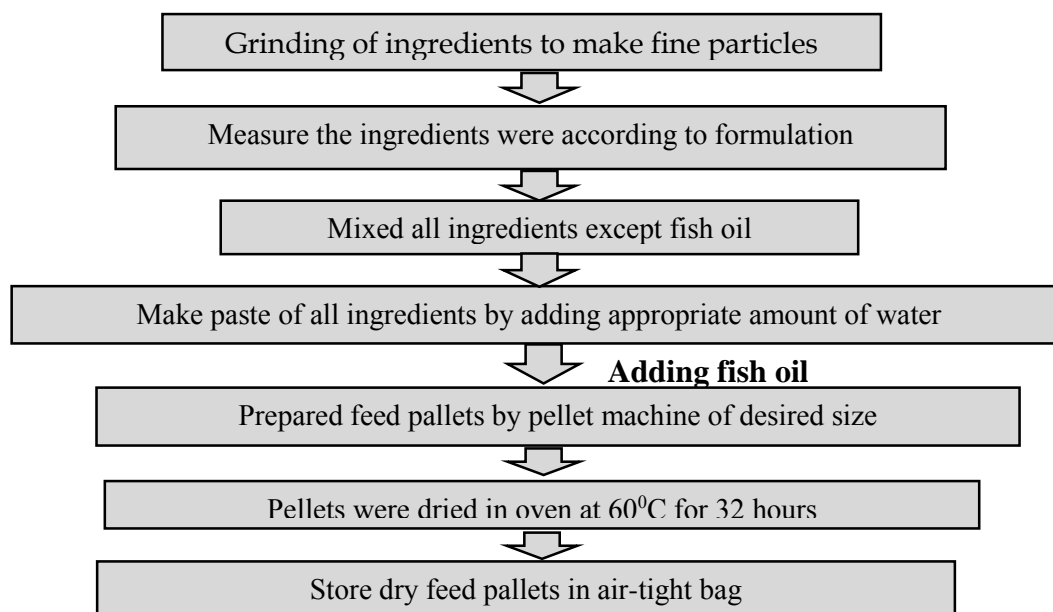 Grinding of ingredients to make fine particles
Measure the ingredients were according to formulation
Mixed all ingredients except fish oil
Make paste of all ingredients by adding appropriate amount of water
Adding fish oil
Prepared feed pallets by pellet machine of desired size
Pellets were dried in oven at 60⁰C for 32 hours
Store dry feed pallets in air-tight bag